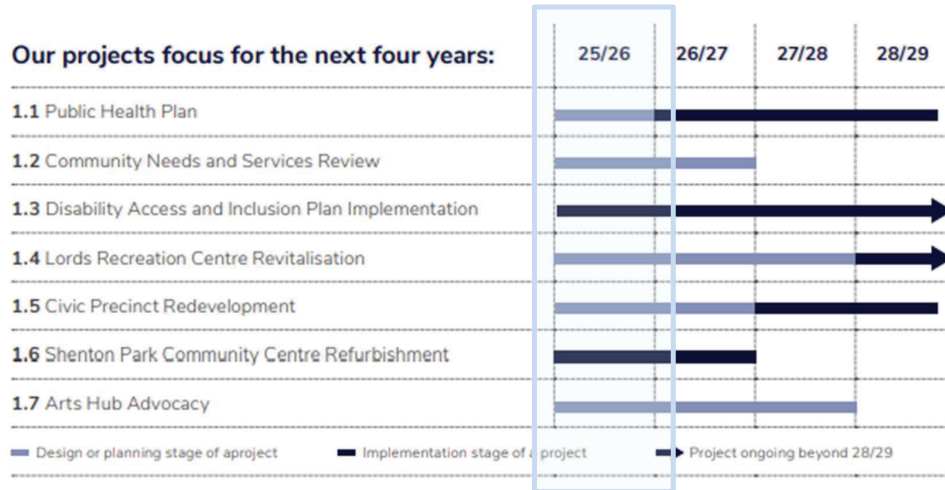 Our projects focus for the next four years: 25/26 26/27 27/28 28/29
1.1 Public Health Plan
1.2 Community Needs and Services Review
1.3 Disability Access and Inclusion Plan Implementation
1.4 Lords Recreation Centre Revitalisation
1.5 Civic Precinct Redevelopment
1.6 Shenton Park Community Centre Refurbishment
1.7 Arts Hub Advocacy
Design or planning stage of aproject Implementation stage of a project Project ongoing beyond 28/29